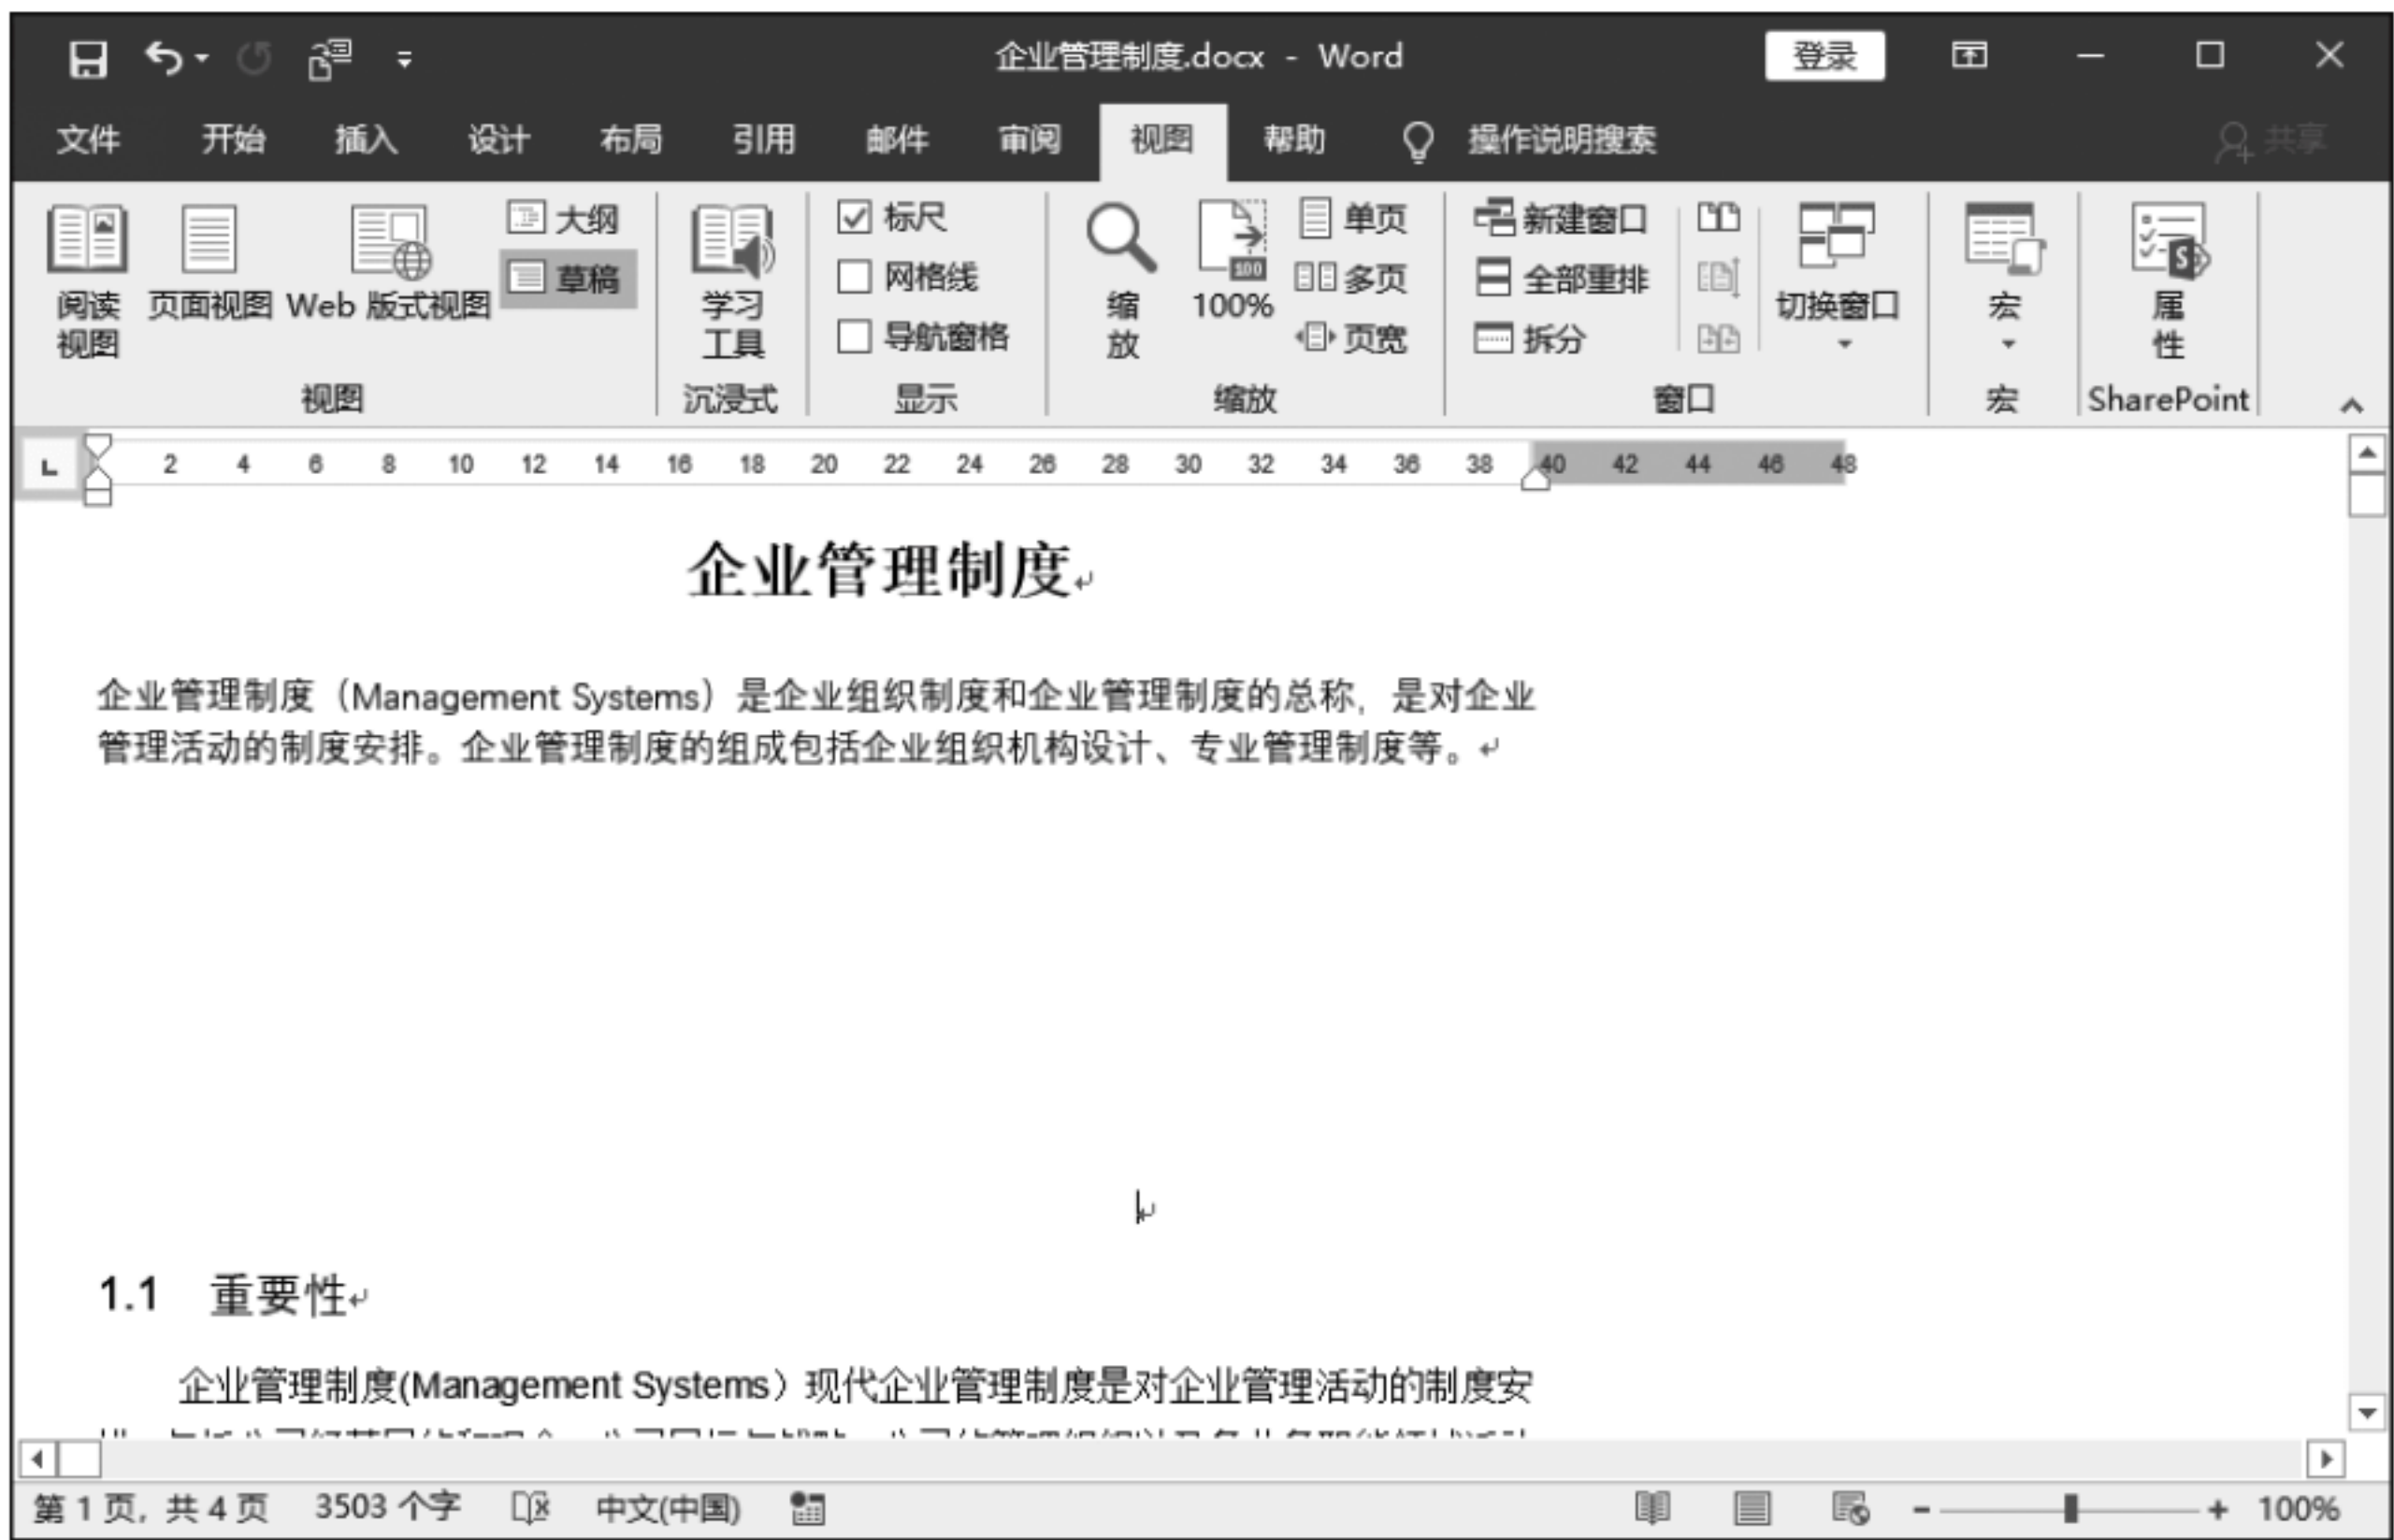 企业管理制度.docx - Word
登录
文件 开始 插入 设计 布局 引用 邮件 审阅 视图 帮助 操作说明搜索 共享
阅读视图
页面视图
Web 版式视图
大纲
草稿
视图
学习工具
沉浸式
标尺
网格线
导航窗格
显示
缩放
100
100%
单页
多页
页宽
缩放
新建窗口
全部重排
拆分
切换窗口
窗口
宏
宏
属性
SharePoint
2 4 6 8 10 12 14 16 18 20 22 24 26 28 30 32 34 36 38 40 42 44 46 48
企业管理制度
企业管理制度（Management Systems）是企业组织制度和企业管理制度的总称，是对企业
管理活动的制度安排。企业管理制度的组成包括企业组织机构设计、专业管理制度等。
1.1 重要性
企业管理制度(Management Systems）现代企业管理制度是对企业管理活动的制度安
第 1 页，共 4 页 3503 个字 中文(中国) 100%